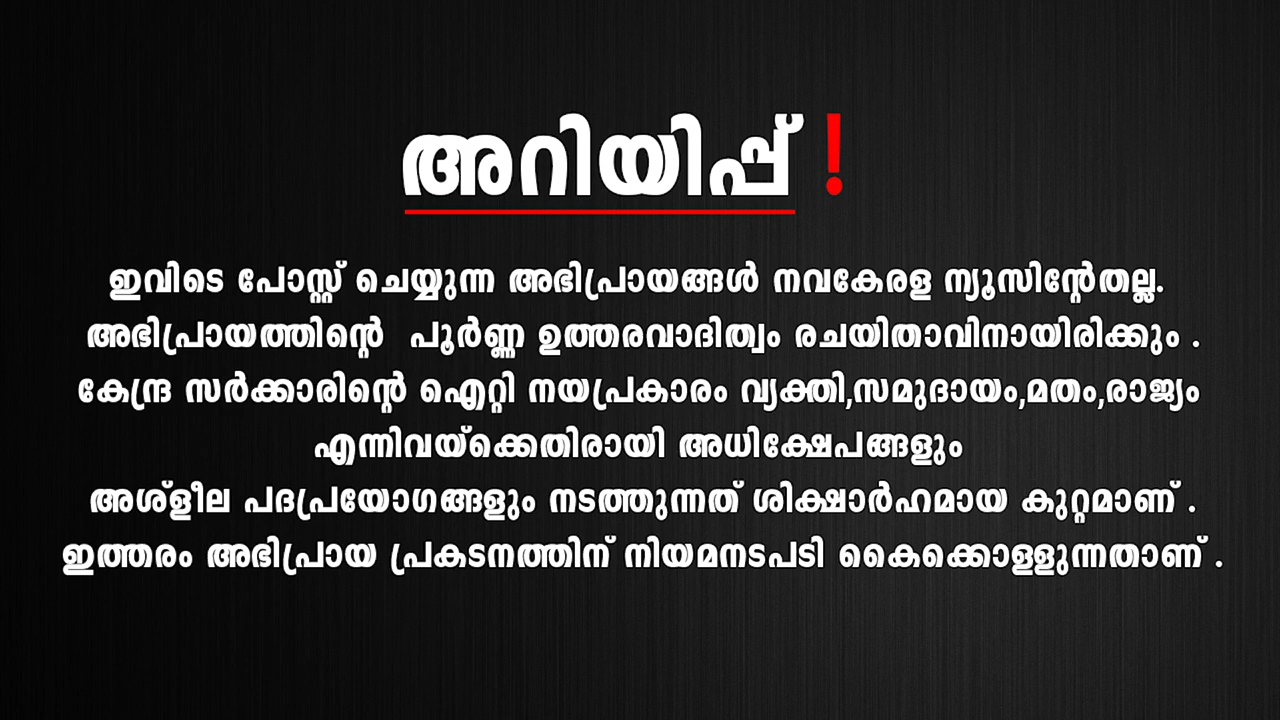 അറിയിപ്പ് !
ഇവിടെ പോസ്റ്റ് ചെയ്യുന്ന അഭിപ്രായങ്ങൾ നവകേരള ന്യൂസിന്റേതല്ല.
അഭിപ്രായത്തിന്റെ പൂർണ്ണ ഉത്തരവാദിത്വം രചയിതാവിനായിരിക്കും .
കേന്ദ്ര സർക്കാരിന്റെ ഐറ്റി നയപ്രകാരം വ്യക്തി,സമുദായം,മതം,രാജ്യം
എന്നിവയ്ക്കെതിരായി അധിക്ഷേപങ്ങളും
അശ്ളീല പദപ്രയോഗങ്ങളും നടത്തുന്നത് ശിക്ഷാർഹമായ കുറ്റമാണ് .
ഇത്തരം അഭിപ്രായ പ്രകടനത്തിന് നിയമനടപടി കൈക്കൊള്ളുന്നതാണ് .